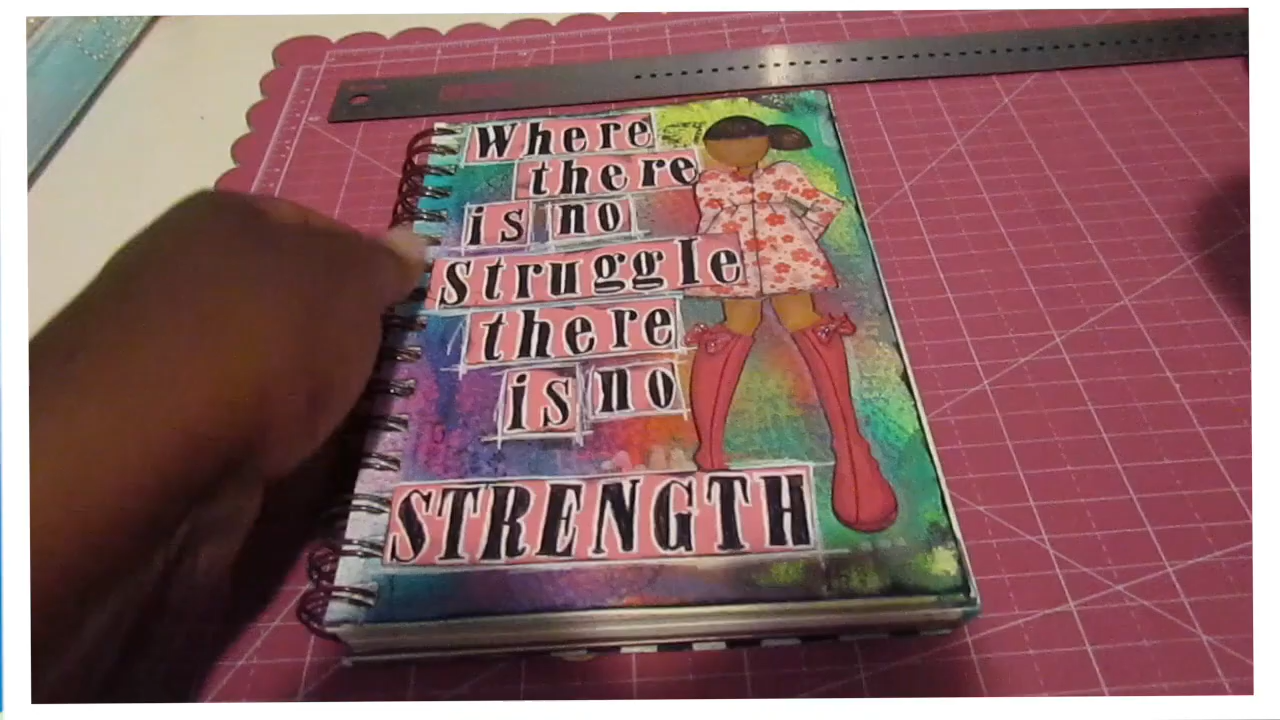 Where
there
is no
struggle
there
is no
STRENGTH